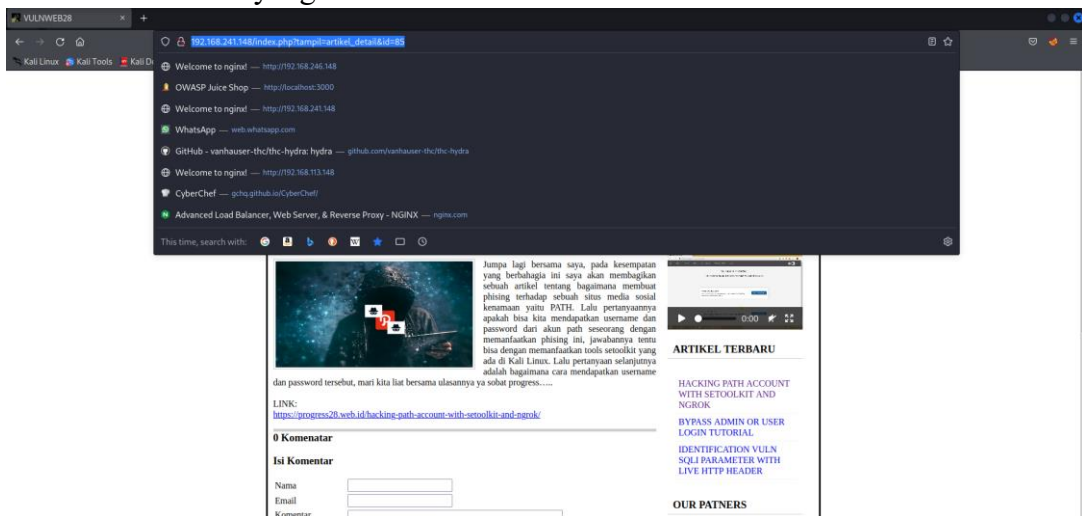 VULNWEB28
192.168.241.148/index.php?tampil=artikel_detail&id=85
Kali Linux Kali Tools
Welcome to nginx! — http://192.168.246.148
OWASP Juice Shop — http://localhost:3000
Welcome to nginx! — http://192.168.241.148
WhatsApp — web.whatsapp.com
GitHub - vanhauser-thc/thc-hydra: hydra — github.com/vanhauser-thc/thc-hydra
Welcome to nginx! — http://192.168.113.148
CyberChef — gchq.github.io/CyberChef/
Advanced Load Balancer, Web Server, & Reverse Proxy - NGINX — nginx.com
This time, search with:
Jumpa lagi bersama saya, pada kesempatan
yang berbahagia ini saya akan membagikan
sebuah artikel tentang bagaimana membuat
phising terhadap sebuah situs media sosial
kenamaan yaitu PATH. Lalu pertanyaannya
apakah bisa kita mendapatkan username dan
password dari akun path seseorang dengan
memanfaatkan phising ini, jawabannya tentu
bisa dengan memanfaatkan tools setoolkit yang
ada di Kali Linux. Lalu pertanyaan selanjutnya
adalah bagaimana cara mendapatkan username
dan password tersebut, mari kita liat bersama ulasannya ya sobat progress…..
LINK:
https://progress28.web.id/hacking-path-account-with-setoolkit-and-ngrok/
0 Komenatar
Isi Komentar
Nama
Email
Komentar
0:00
ARTIKEL TERBARU
HACKING PATH ACCOUNT
WITH SETOOLKIT AND
NGROK
BYPASS ADMIN OR USER
LOGIN TUTORIAL
IDENTIFICATION VULN
SQLI PARAMETER WITH
LIVE HTTP HEADER
OUR PATNERS